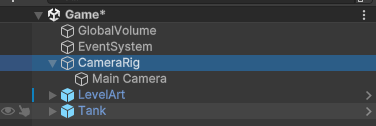 Game*
GlobalVolume
EventSystem
CameraRig
Main Camera
LevelArt
Tank